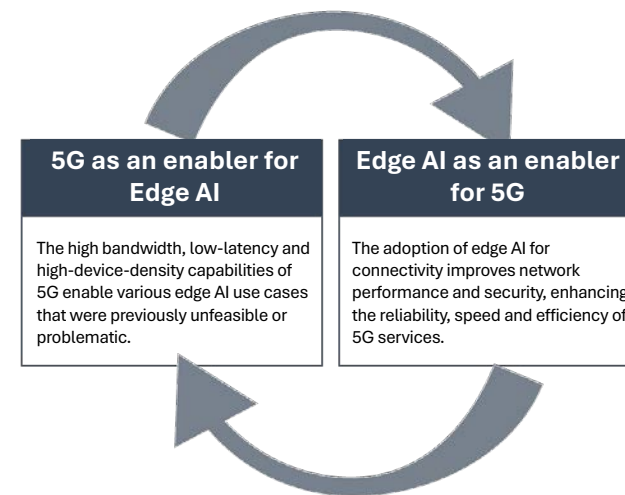 5G as an enabler for
Edge AI
The high bandwidth, low-latency and
high-device-density capabilities of
5G enable various edge AI use cases
that were previously unfeasible or
problematic.
Edge AI as an enabler
for 5G
The adoption of edge AI for
connectivity improves network
performance and security, enhancing
the reliability, speed and efficiency of
5G services.